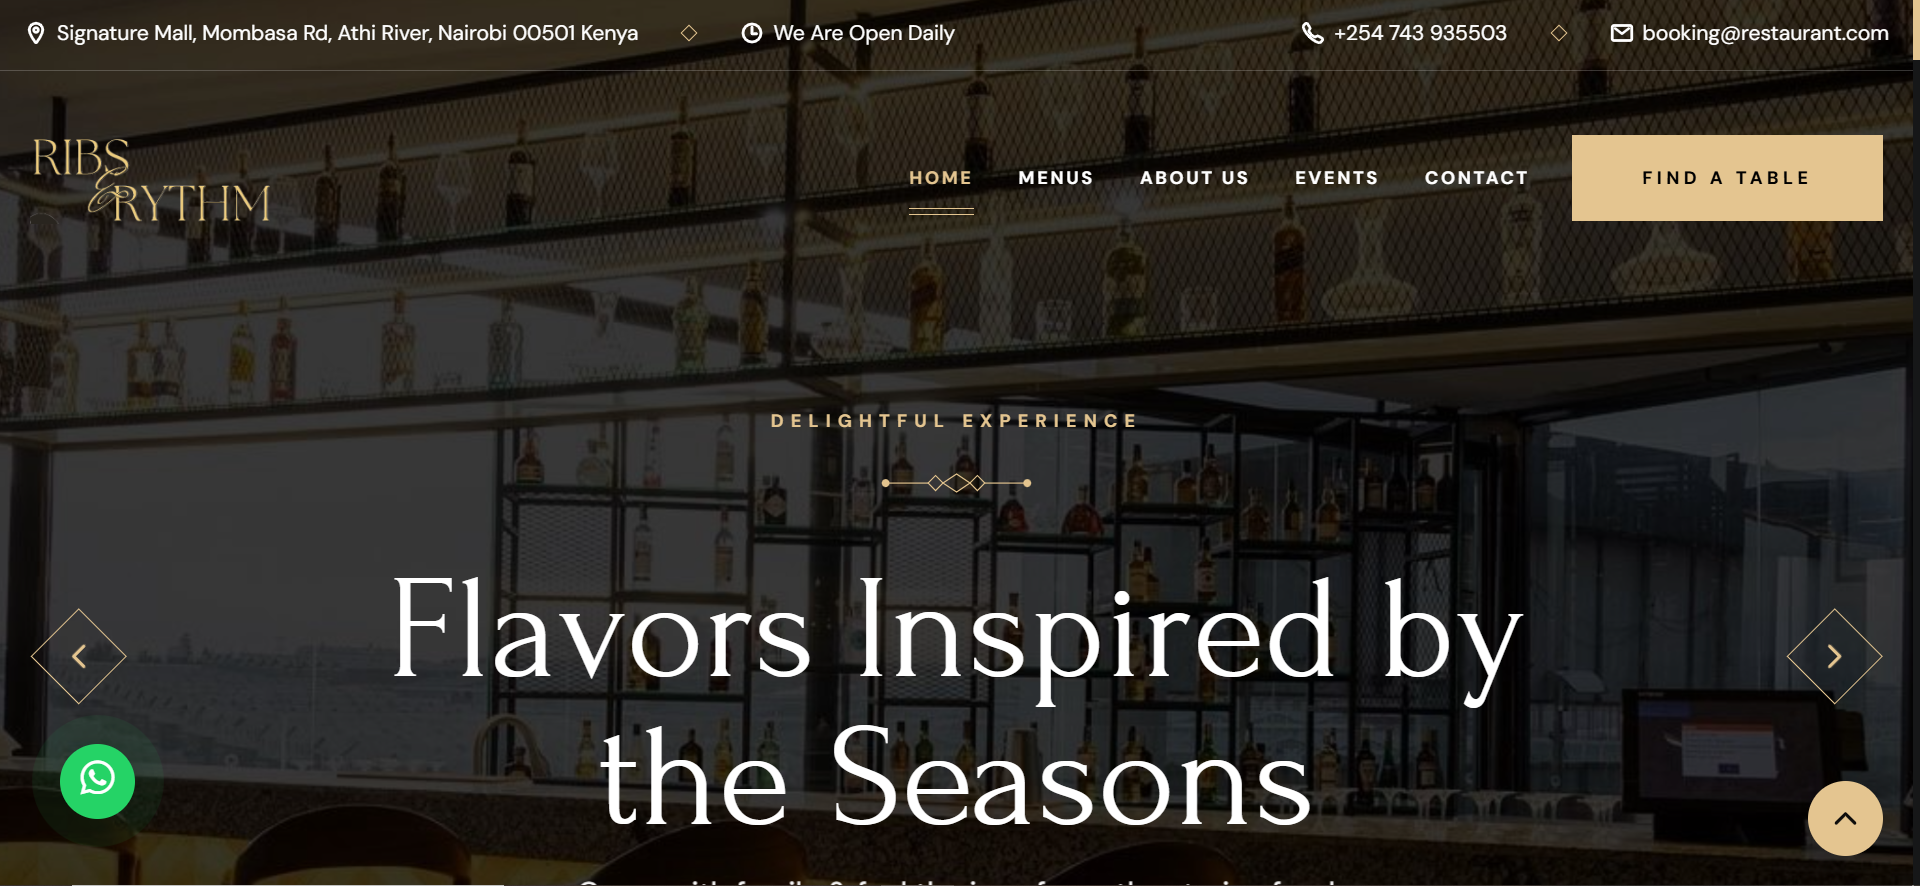 Signature Mall, Mombasa Rd, Athi River, Nairobi 00501 Kenya
We Are Open Daily
+254 743 935503
booking@restaurant.com
RIBS
&
RYTHM
HOME
MENUS
ABOUT US
EVENTS
CONTACT
FIND A TABLE
DELIGHTFUL EXPERIENCE
Flavors Inspired by
the Seasons